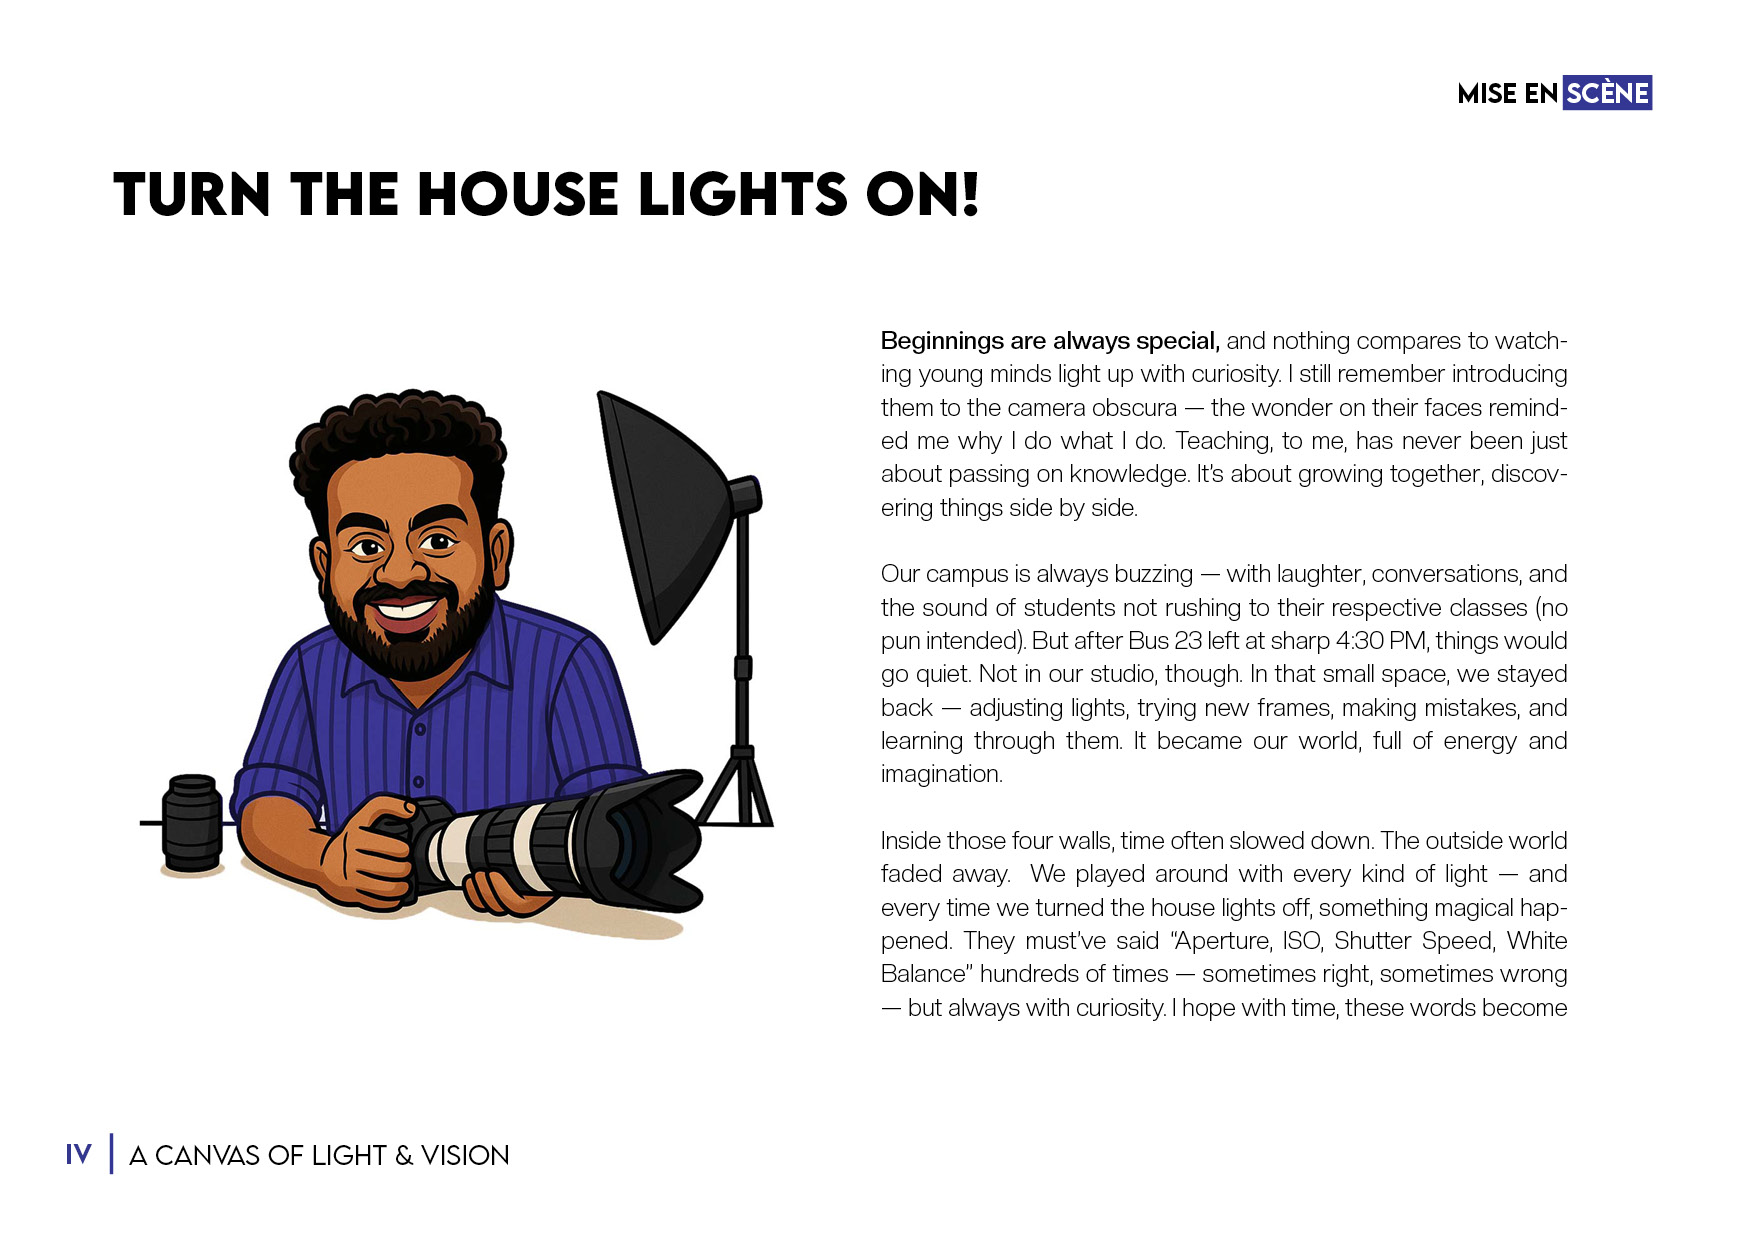 MISE EN SCÈNE
TURN THE HOUSE LIGHTS ON!
Beginnings are always special, and nothing compares to watch-
ing young minds light up with curiosity. I still remember introducing
them to the camera obscura — the wonder on their faces remind-
ed me why I do what I do. Teaching, to me, has never been just
about passing on knowledge. It's about growing together, discov-
ering things side by side.
Our campus is always buzzing — with laughter, conversations, and
the sound of students not rushing to their respective classes (no
pun intended). But after Bus 23 left at sharp 4:30 PM, things would
go quiet. Not in our studio, though. In that small space, we stayed
back — adjusting lights, trying new frames, making mistakes, and
learning through them. It became our world, full of energy and
imagination.
Inside those four walls, time often slowed down. The outside world
faded away.  We played around with every kind of light — and
every time we turned the house lights off, something magical hap-
pened. They must've said “Aperture, ISO, Shutter Speed, White
Balance” hundreds of times — sometimes right, sometimes wrong
— but always with curiosity. I hope with time, these words become
IV | A CANVAS OF LIGHT & VISION